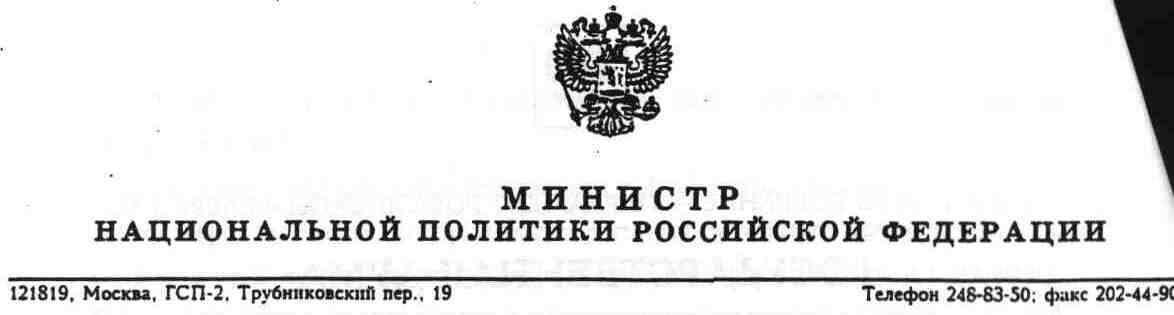 МИНИСТР
НАЦИОНАЛЬНОЙ ПОЛИТИКИ РОССИЙСКОЙ ФЕДЕРАЦИИ
121819, Москва, ГСП-2, Трубниковский пер., 19
Телефон 248-83-50; факс 202-44-90